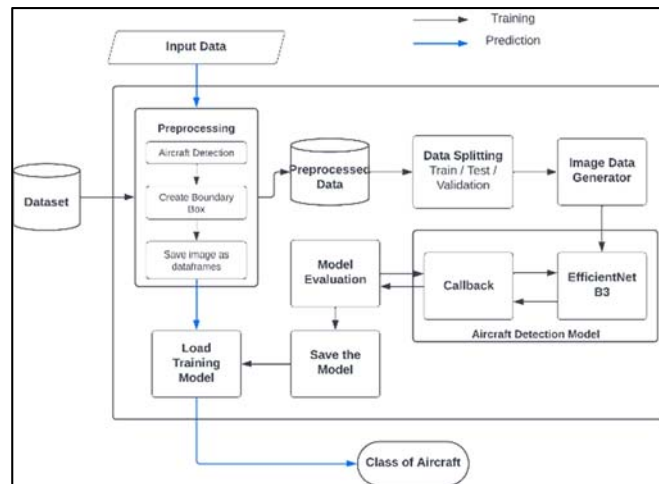 Training
Prediction
Input Data
Preprocessing
Aircraft Detection
Create Boundary
Box
Save image as
dataframes
Dataset
Preprocessed
Data
Data Splitting
Train / Test /
Validation
Image Data
Generator
Model
Evaluation
Callback
EfficientNet
B3
Aircraft Detection Model
Load
Training
Model
Save the
Model
Class of Aircraft